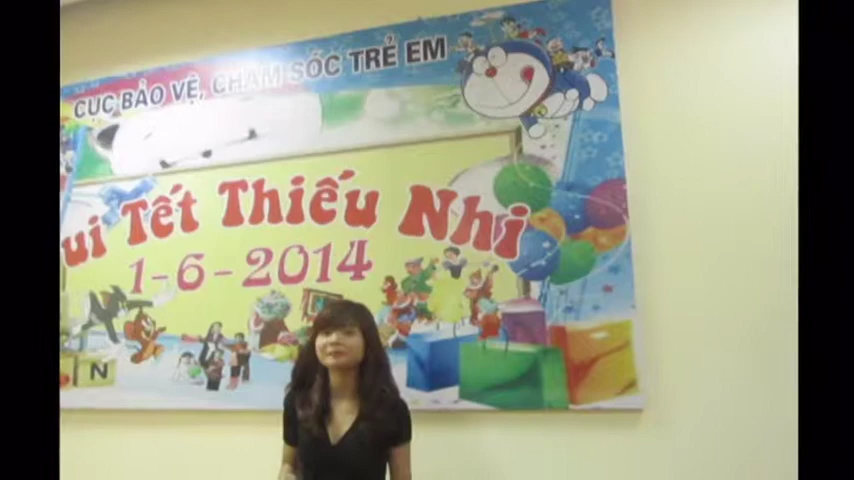 CỤC BẢO VỆ, CHĂM SÓC TRẺ EM
ui Tết Thiếu Nhi
1-6-2014
N